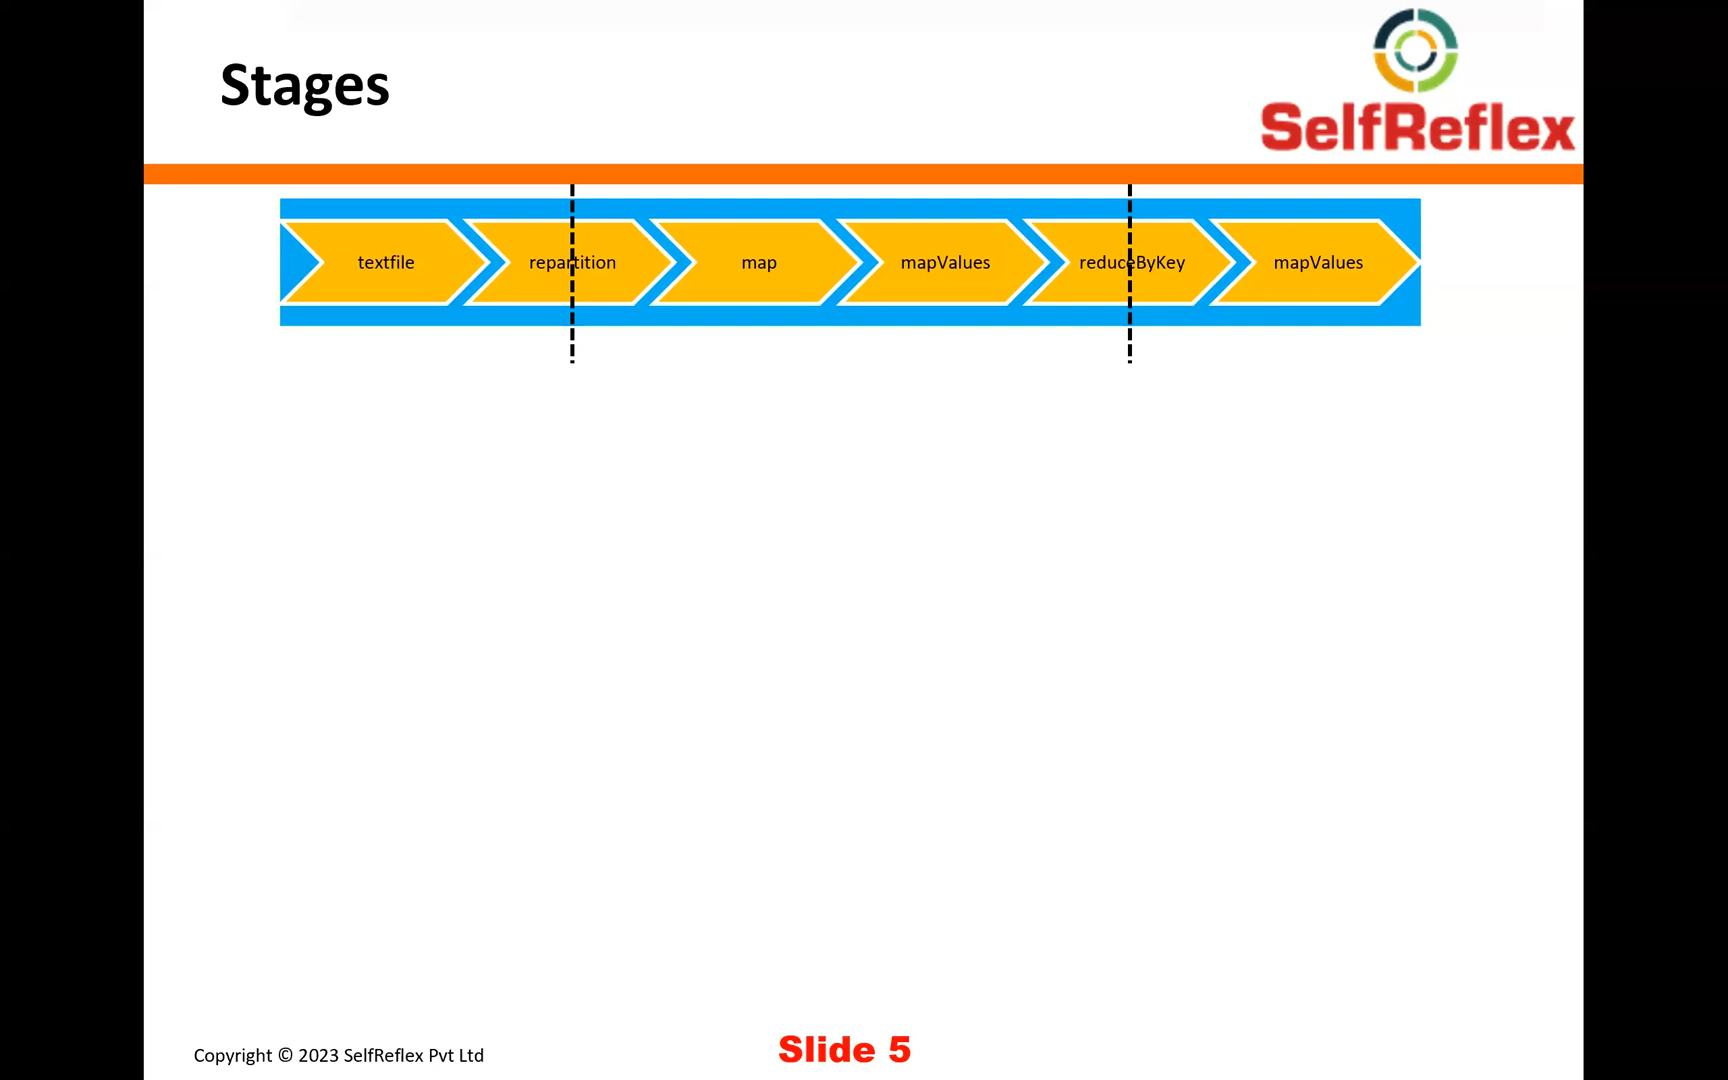 Stages
SelfReflex
textfile
repartition
map
mapValues
reduceByKey
mapValues
Copyright © 2023 SelfReflex Pvt Ltd
Slide 5